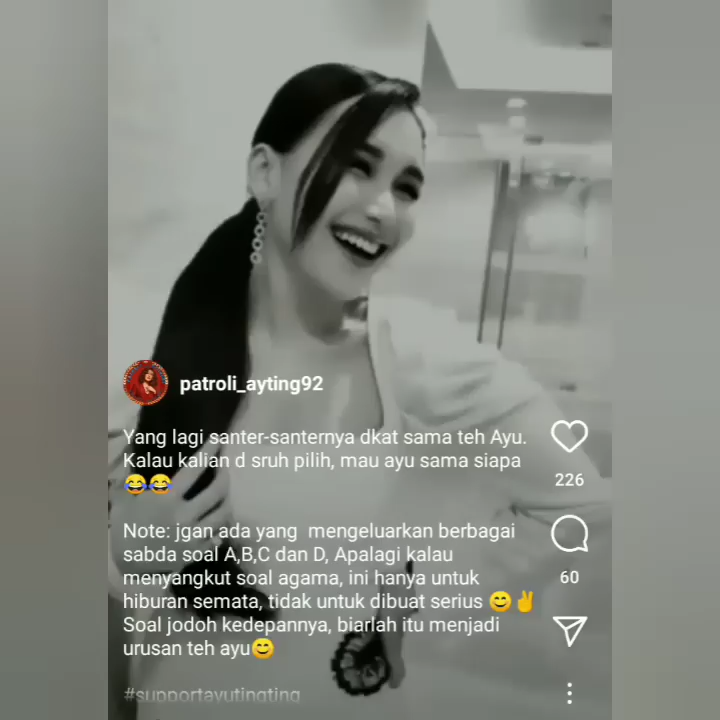 patroli_ayting92
Yang lagi santer-santernya dkat sama teh Ayu.
Kalau kalian d sruh pilih, mau ayu sama siapa
😂😂
226
Note: jgan ada yang mengeluarkan berbagai
sabda soal A,B,C dan D, Apalagi kalau
menyangkut soal agama, ini hanya untuk
hiburan semata, tidak untuk dibuat serius 😊✌
60
Soal jodoh kedepannya, biarlah itu menjadi
urusan teh ayu😊
#supportayutingting